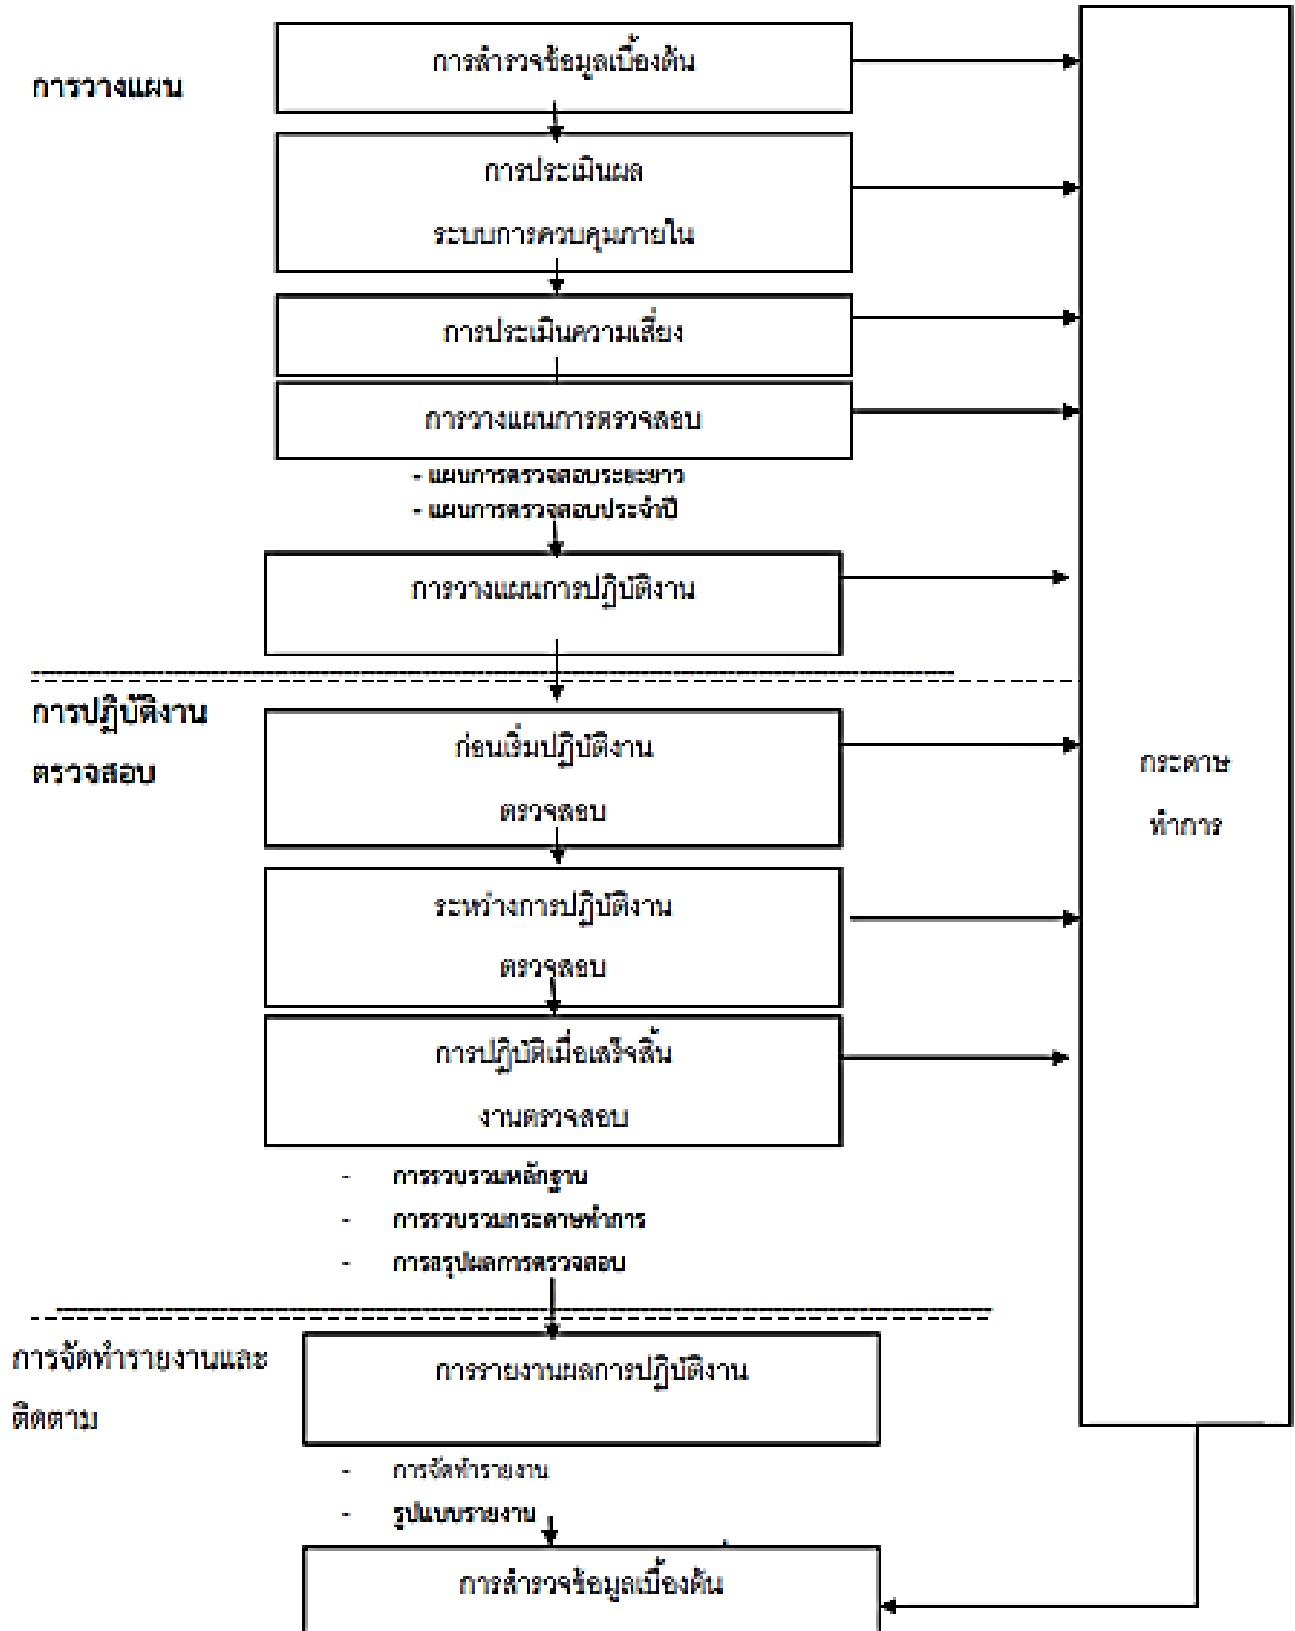 การวางแผน
การสำรวจข้อมูลเบื้องต้น
การประเมินผล
ระบบการควบคุมภายใน
การประเมินความเสี่ยง
การวางแผนการตรวจสอบ
- แผนการตรวจสอบระยะยาว
- แผนการตรวจสอบประจำปี
การวางแผนการปฏิบัติงาน
การปฏิบัติงาน
ตรวจสอบ
ก่อนเริ่มปฏิบัติงาน
ตรวจสอบ
ระหว่างการปฏิบัติงาน
ตรวจสอบ
การปฏิบัติเมื่อเสร็จสิ้น
งานตรวจสอบ
- การรวบรวมหลักฐาน
- การรวบรวมกระดาษทำการ
- การสรุปผลการตรวจสอบ
กระดาษ
ทำการ
การจัดทำรายงานและ
ติดตาม
การรายงานผลการปฏิบัติงาน
- การจัดทำรายงาน
- รูปแบบรายงาน
การสำรวจข้อมูลเบื้องต้น